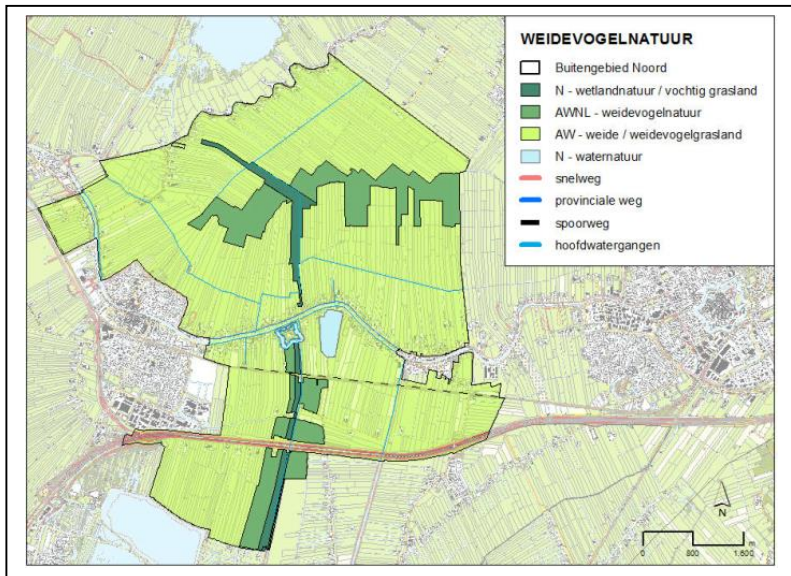 WEIDEVOGELNATUUR
Buitengebied Noord
N - wetlandnatuur / vochtig grasland
AWNL - weidevogelnatuur
AW - weide / weidevogelgrasland
N - waternatuur
snelweg
provinciale weg
spoorweg
hoofdwatergangen
N
m
0 800 1.600